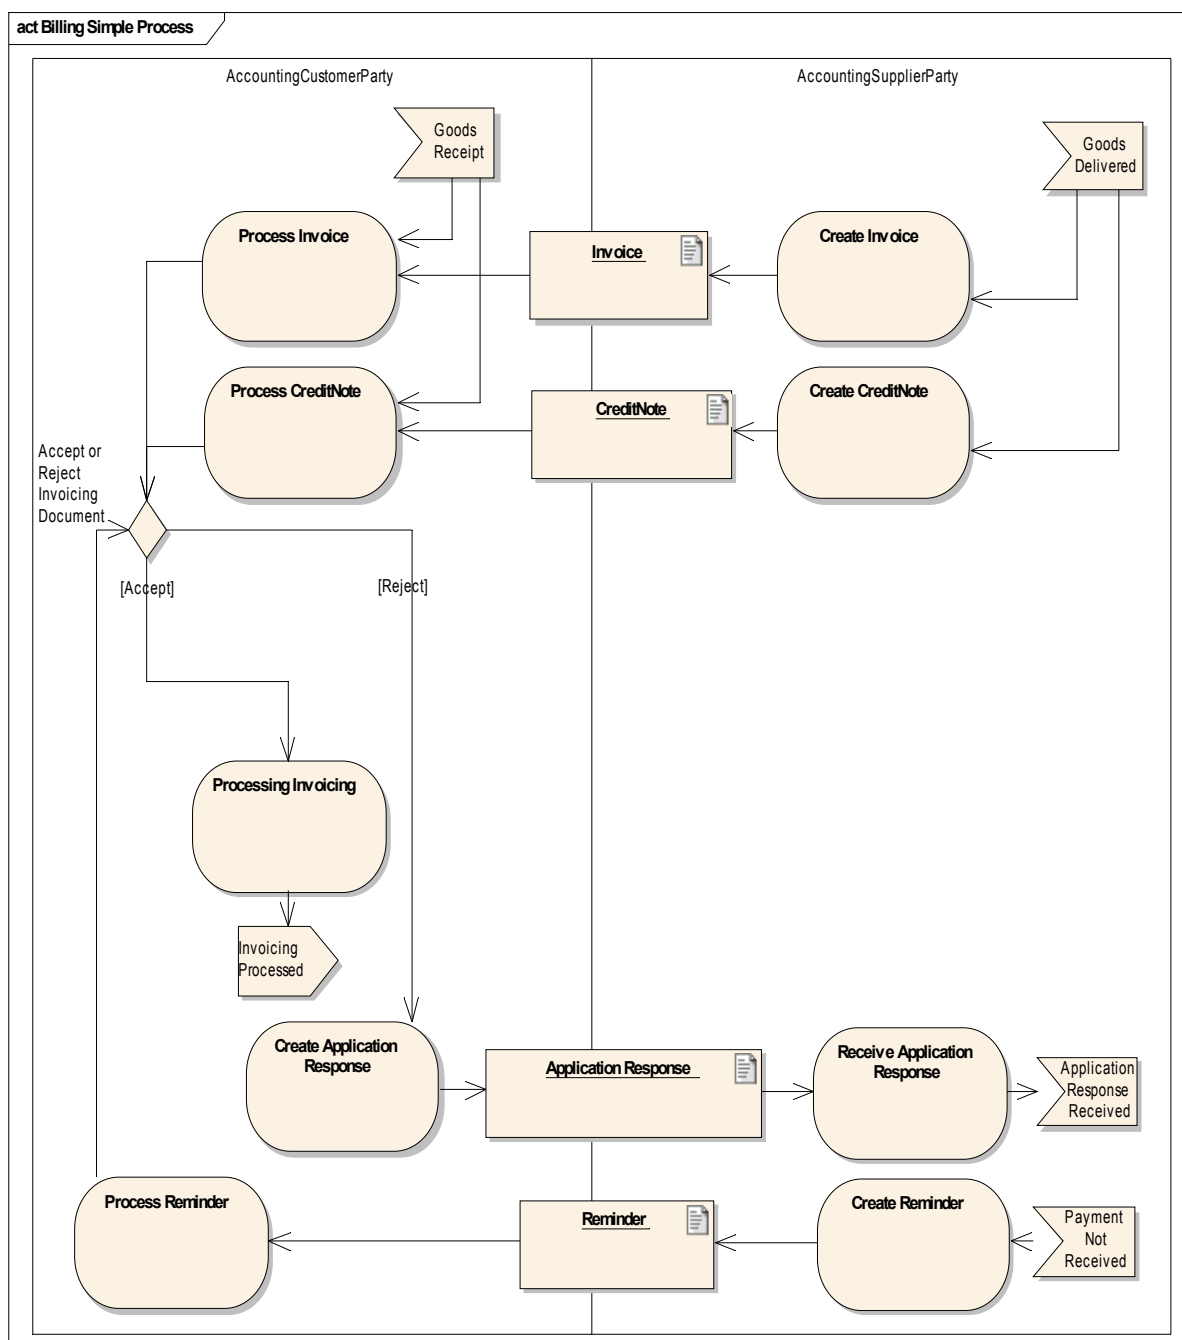 act Billing Simple Process
AccountingCustomerParty
AccountingSupplierParty
Goods
Receipt
Goods
Delivered
Process Invoice
Invoice
Create Invoice
Process CreditNote
CreditNote
Create CreditNote
Accept or
Reject
Invoicing
Document
[Accept]
[Reject]
Processing Invoicing
Invoicing
Processed
Create Application
Response
Application Response
Receive Application
Response
Application
Response
Received
Process Reminder
Reminder
Create Reminder
Payment
Not
Received